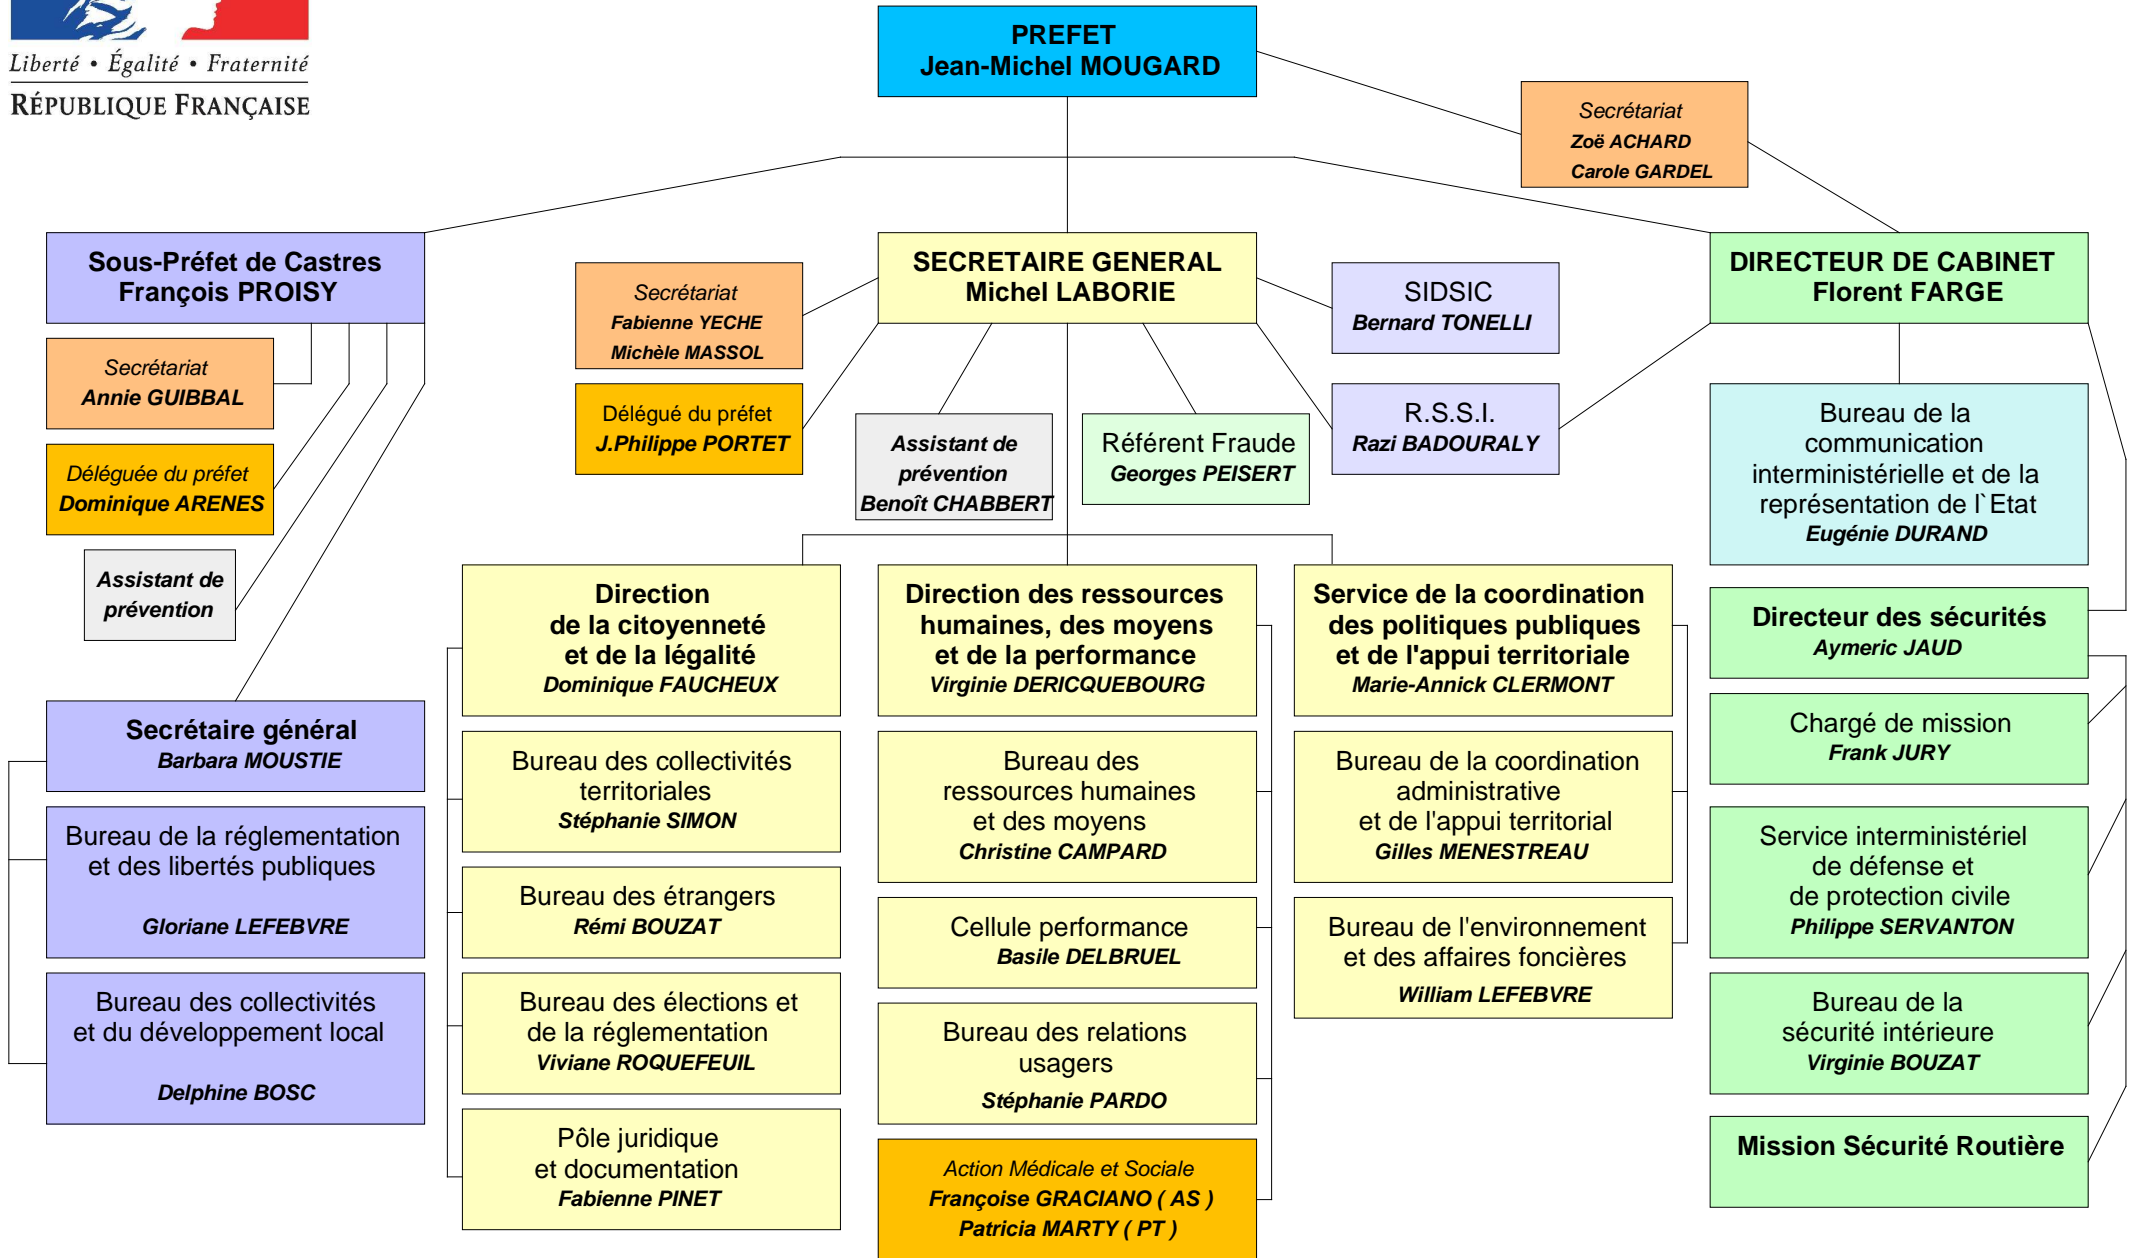 Liberté • Égalité • Fraternité
RÉPUBLIQUE FRANÇAISE
PREFET
Jean-Michel MOUGARD
Secrétariat
Zoë ACHARD
Carole GARDEL
Sous-Préfet de Castres
François PROISY
Secrétariat
Annie GUIBBAL
Déléguée du préfet
Dominique ARENES
Assistant de
prévention
Secrétaire général
Barbara MOUSTIE
Bureau de la réglementation
et des libertés publiques
Gloriane LEFEBVRE
Bureau des collectivités
et du développement local
Delphine BOSC
SECRETAIRE GENERAL
Michel LABORIE
Secrétariat
Fabienne YECHE
Michèle MASSOL
Délégué du préfet
J.Philippe PORTET
Assistant de
prévention
Benoît CHABBERT
Référent Fraude
Georges PEISERT
SIDSIC
Bernard TONELLI
R.S.S.I.
Razi BADOURALY
Direction
de la citoyenneté
et de la légalité
Dominique FAUCHEUX
Bureau des collectivités
territoriales
Stéphanie SIMON
Bureau des étrangers
Rémi BOUZAT
Bureau des élections et
de la réglementation
Viviane ROQUEFEUIL
Pôle juridique
et documentation
Fabienne PINET
Direction des ressources
humaines, des moyens
et de la performance
Virginie DERICQUEBOURG
Bureau des
ressources humaines
et des moyens
Christine CAMPARD
Cellule performance
Basile DELBRUEL
Bureau des relations
usagers
Stéphanie PARDO
Action Médicale et Sociale
Françoise GRACIANO ( AS )
Patricia MARTY ( PT )
Service de la coordination
des politiques publiques
et de l'appui territoriale
Marie-Annick CLERMONT
Bureau de la coordination
administrative
et de l'appui territorial
Gilles MENESTREAU
Bureau de l'environnement
et des affaires foncières
William LEFEBVRE
DIRECTEUR DE CABINET
Florent FARGE
Bureau de la
communication
interministérielle et de la
représentation de l`Etat
Eugénie DURAND
Directeur des sécurités
Aymeric JAUD
Chargé de mission
Frank JURY
Service interministériel
de défense et
de protection civile
Philippe SERVANTON
Bureau de la
sécurité intérieure
Virginie BOUZAT
Mission Sécurité Routière